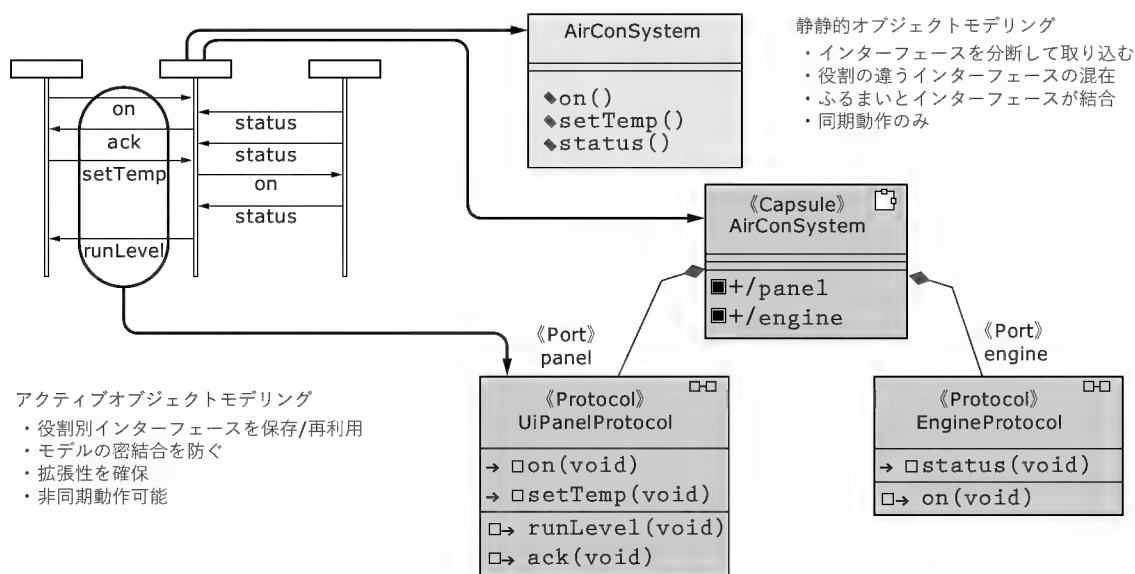 on
ack
setTemp
runLevel
status
status
on
status
AirConSystem
on()
setTemp()
status()
静静的オブジェクトモデリング
・インターフェースを分断して取り込む
・役割の違うインターフェースの混在
・ふるまいとインターフェースが結合
・同期動作のみ
《Capsule》
AirConSystem
+/panel
+/engine
《Port》
panel
《Port》
engine
アクティブオブジェクトモデリング
・役割別インターフェースを保存/再利用
・モデルの密結合を防ぐ
・拡張性を確保
・非同期動作可能
《Protocol》
UiPanelProtocol
→ □on(void)
→ □setTemp(void)
□→ runLevel(void)
□→ ack(void)
《Protocol》
EngineProtocol
→ □status(void)
□→ on(void)